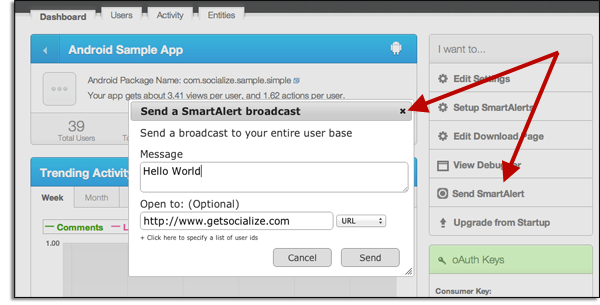 Dashboard Users Activity Entities
Android Sample App
Android Package Name: com.socialize.sample.simple
Your app gets about 3.41 views per user, and 1.62 actions per user.
39
Total Users
Trending Activity
Week Month
Comments
1.00
Send a SmartAlert broadcast
Send a broadcast to your entire user base
Message
Hello World
Open to: (Optional)
http://www.getsocialize.com URL
+ Click here to specify a list of user ids
Cancel Send
I want to...
Edit Settings
Setup SmartAlerts
Edit Download Page
View Debugger
Send SmartAlert
Upgrade from Startup
oAuth Keys
Consumer Key: